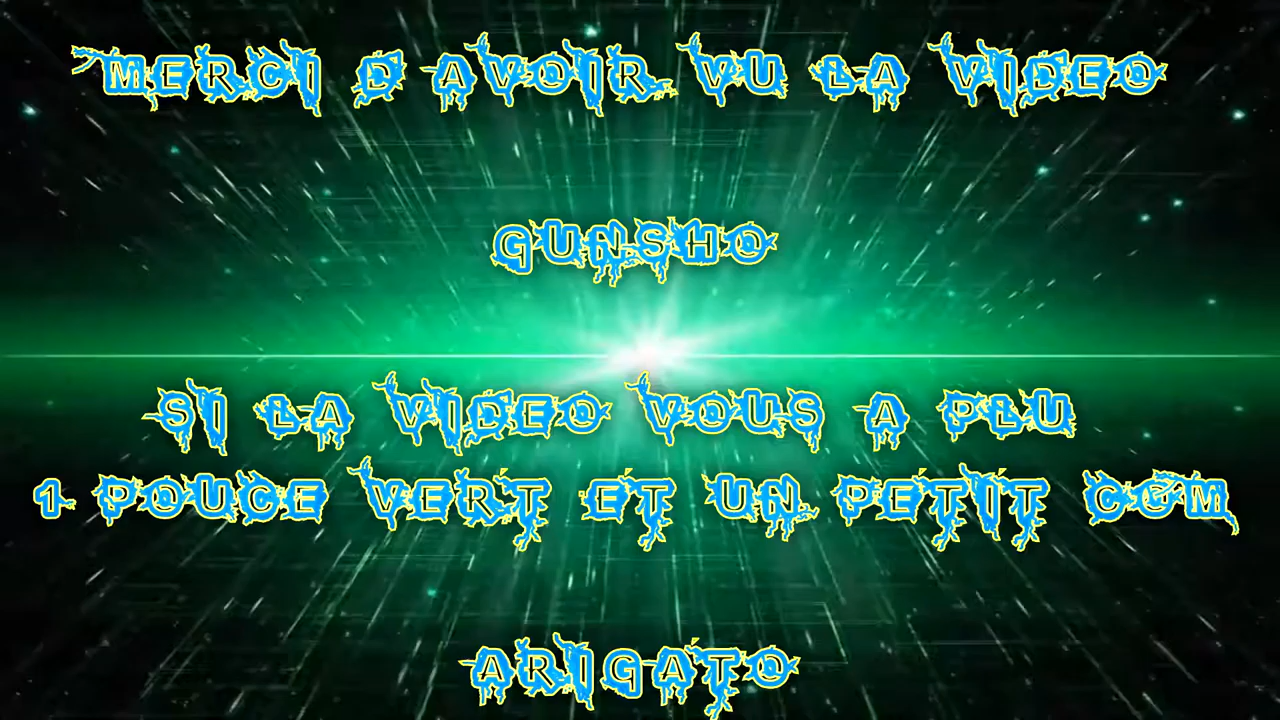 MERCI D AVOIR VU LA VIDEO
GUNSHO
SI LA VIDEO VOUS A PLU
1 POUCE VERT ET UN PETIT COM
ARIGATO